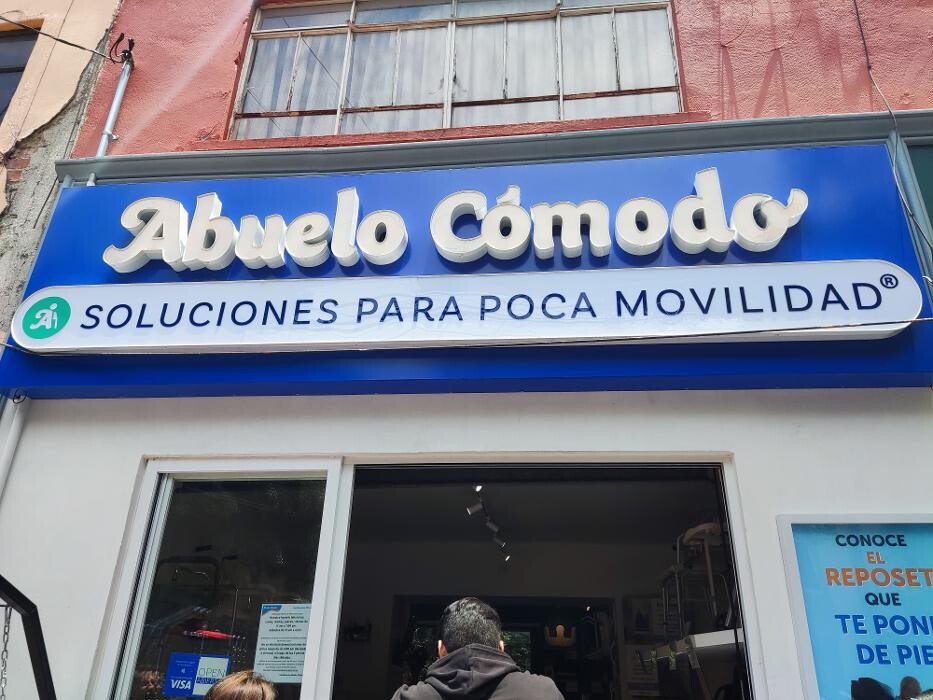 Abuelo Cómodo
A
SOLUCIONES PARA POCA MOVILIDAD®
CONOCE
EL
REPOSET
QUE
TE PON
DE PIE
VISA
OPEN